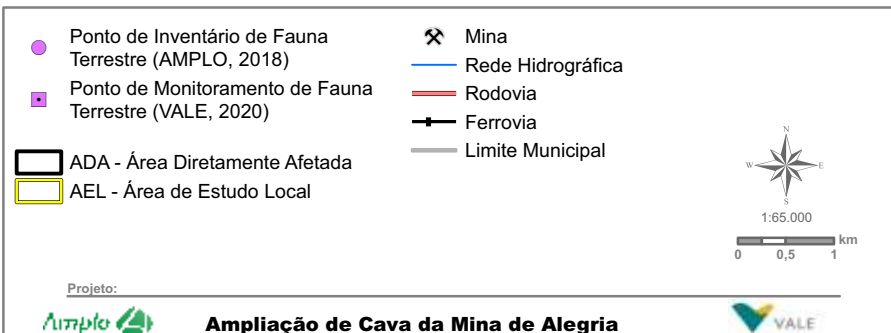 Ponto de Inventário de Fauna
Terrestre (AMPLO, 2018)
Ponto de Monitoramento de Fauna
Terrestre (VALE, 2020)
ADA - Área Diretamente Afetada
AEL - Área de Estudo Local
Mina
Rede Hidrográfica
Rodovia
Ferrovia
Limite Municipal
N
W E
S
1:65.000
km
0 0,5 1
Projeto:
Amplo
Ampliação de Cava da Mina de Alegria
VALE